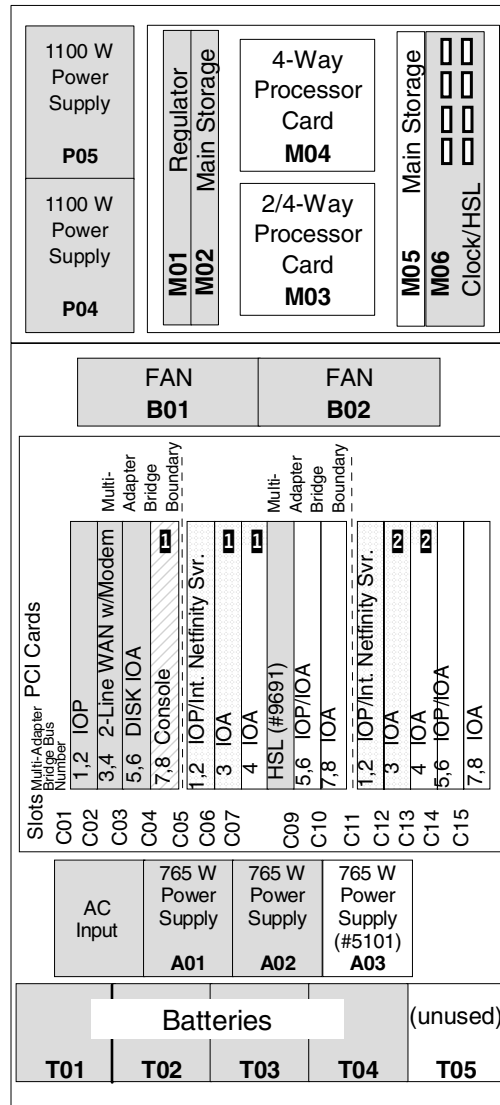 1100 W
Power
Supply
P05
1100 W
Power
Supply
P04
M01 Regulator
M02 Main Storage
4-Way
Processor
Card
M04
2/4-Way
Processor
Card
M03
M05 Main Storage
M06
Clock/HSL
FAN
B01
FAN
B02
Multi-
Adapter
Bridge
Boundary
Multi-
Adapter
Bridge
Boundary
Slots
Multi-Adapter
Bridge Bus
Number
PCI Cards
C01
1,2 IOP
C02
3,4 2-Line WAN w/Modem
C03
5,6 DISK IOA
C04
7,8 Console 1
C05
1,2 IOP/Int. Netfinity Svr.
C06
3 IOA 1
C07
4 IOA 1
HSL (#9691)
C09
5,6 IOP/IOA
C10
7,8 IOA
C11
1,2 IOP/Int. Netfinity Svr.
C12
3 IOA 2
C13
4 IOA 2
C14
5,6 IOP/IOA
C15
7,8 IOA
AC
Input
765 W
Power
Supply
A01
765 W
Power
Supply
A02
765 W
Power
Supply
(#5101)
A03
Batteries
(unused)
T01
T02
T03
T04
T05